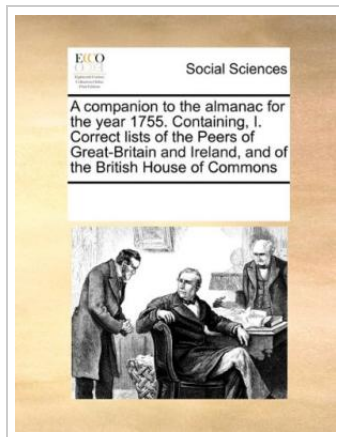 ECCO
Social Sciences
A companion to the almanac for
the year 1755. Containing, I.
Correct lists of the Peers of
Great-Britain and Ireland, and of
the British House of Commons